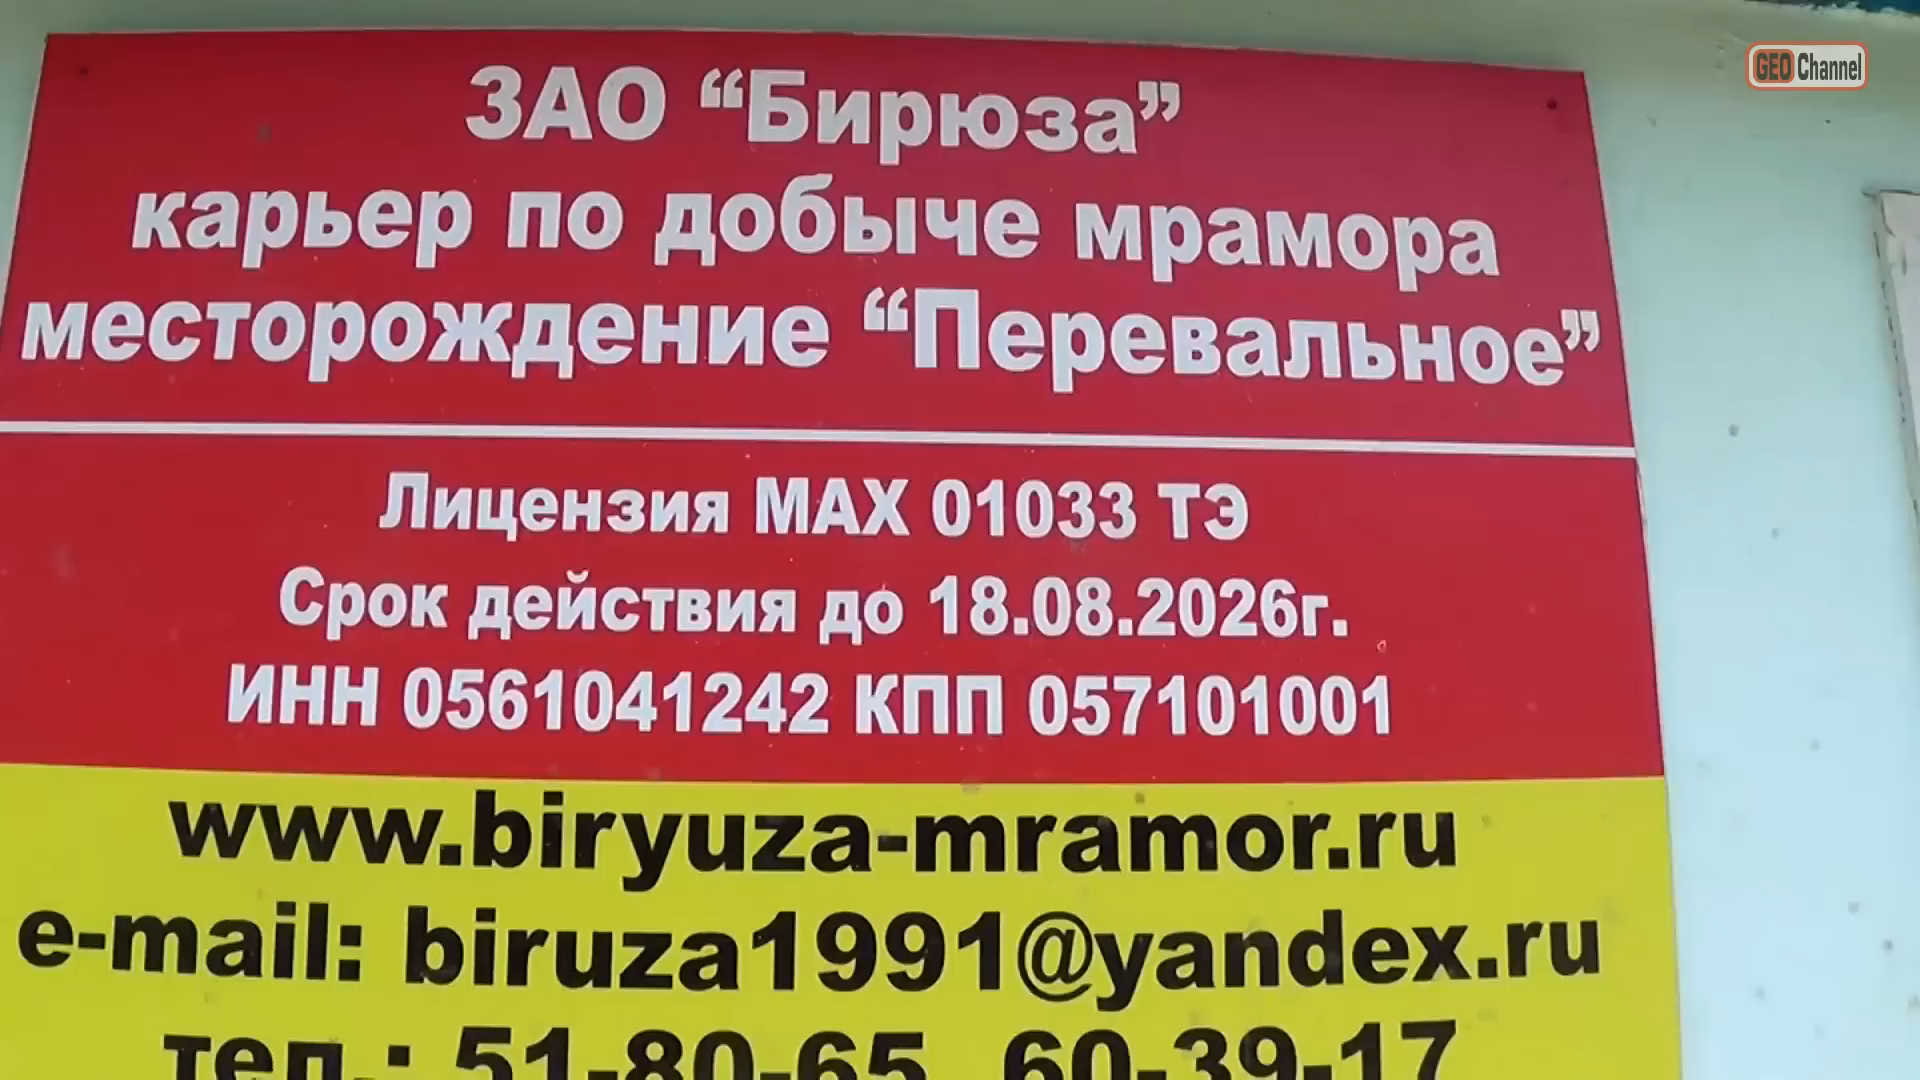 GEO Channel
ЗАО “Бирюза”
карьер по добыче мрамора
месторождение “Перевальное”
Лицензия МАХ 01033 ТЭ
Срок действия до 18.08.2026г.
ИНН 0561041242 КПП 057101001
www.biryuza-mramor.ru
e-mail: biruza1991@yandex.ru
тел.: 51-80-65, 60-39-17